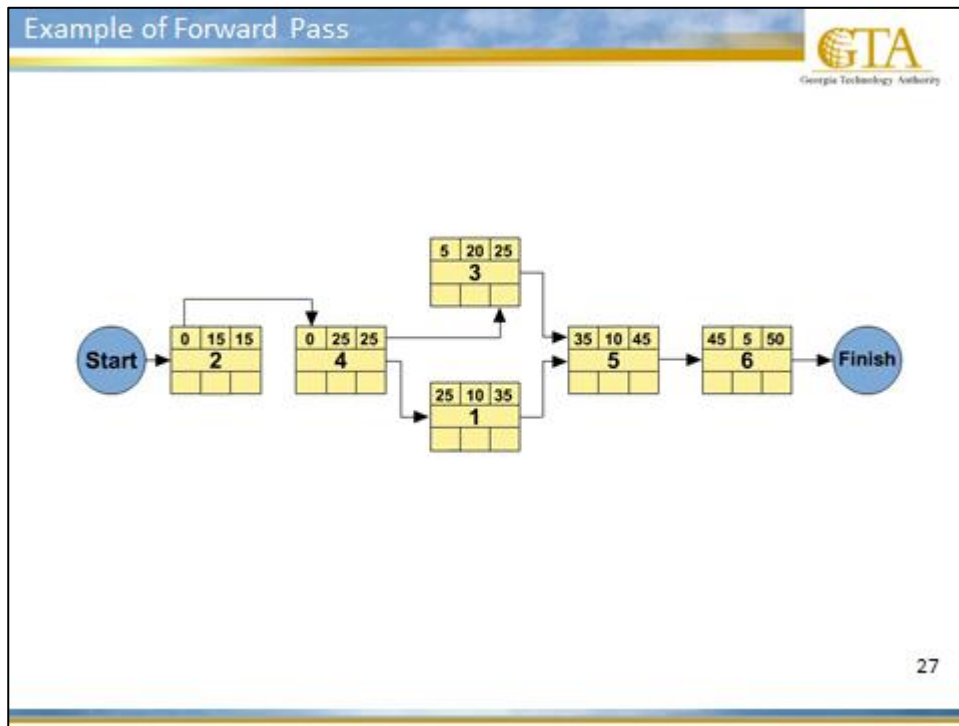 Example of Forward Pass
GTA
Georgia Technology Authority
5 20 25
3
Start
0 15 15
2
0 25 25
4
25 10 35
1
35 10 45
5
45 5 50
6
Finish
27